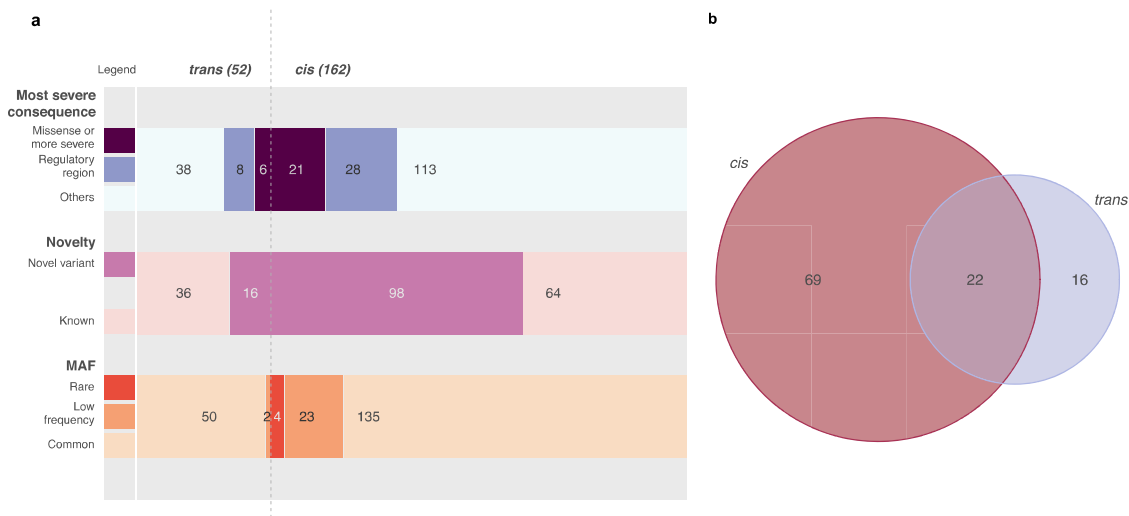 a
Legend
trans (52)
cis (162)
Most severe
consequence
Missense or
more severe
Regulatory
region
Others
38
8
6
21
28
113
Novelty
Novel variant
Known
36
16
98
64
MAF
Rare
Low
frequency
Common
50
2
4
23
135
b
cis
trans
69
22
16